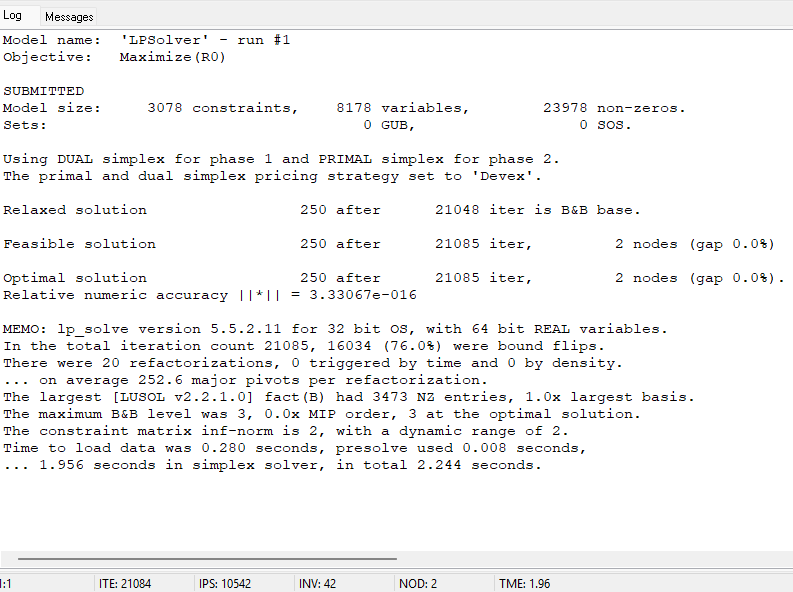 Log Messages
Model name: 'LPSolver' - run #1
Objective: Maximize(R0)
SUBMITTED
Model size: 3078 constraints, 8178 variables, 23978 non-zeros.
Sets: 0 GUB, 0 SOS.
Using DUAL simplex for phase 1 and PRIMAL simplex for phase 2.
The primal and dual simplex pricing strategy set to 'Devex'.
Relaxed solution 250 after 21048 iter is B&B base.
Feasible solution 250 after 21085 iter, 2 nodes (gap 0.0%)
Optimal solution 250 after 21085 iter, 2 nodes (gap 0.0%).
Relative numeric accuracy ||*|| = 3.33067e-016
MEMO: lp_solve version 5.5.2.11 for 32 bit OS, with 64 bit REAL variables.
In the total iteration count 21085, 16034 (76.0%) were bound flips.
There were 20 refactorizations, 0 triggered by time and 0 by density.
... on average 252.6 major pivots per refactorization.
The largest [LUSOL v2.2.1.0] fact(B) had 3473 NZ entries, 1.0x largest basis.
The maximum B&B level was 3, 0.0x MIP order, 3 at the optimal solution.
The constraint matrix inf-norm is 2, with a dynamic range of 2.
Time to load data was 0.280 seconds, presolve used 0.008 seconds,
... 1.956 seconds in simplex solver, in total 2.244 seconds.
:1 ITE: 21084 IPS: 10542 INV: 42 NOD: 2 TME: 1.96